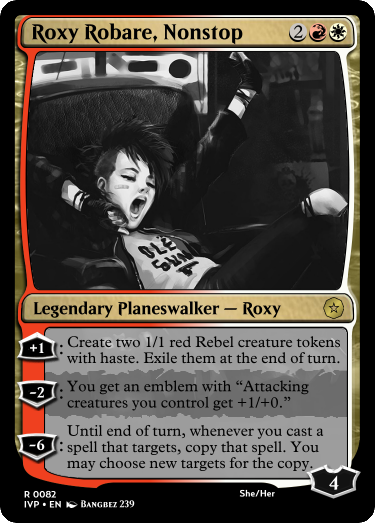 Roxy Robare, Nonstop 2
Legendary Planeswalker — Roxy
+1: Create two 1/1 red Rebel creature tokens
with haste. Exile them at the end of turn.
-2: You get an emblem with “Attacking
creatures you control get +1/+0.”
Until end of turn, whenever you cast a
-6: spell that targets, copy that spell. You
may choose new targets for the copy.
4
R 0082
She/Her
IVP • EN Bangbez 239